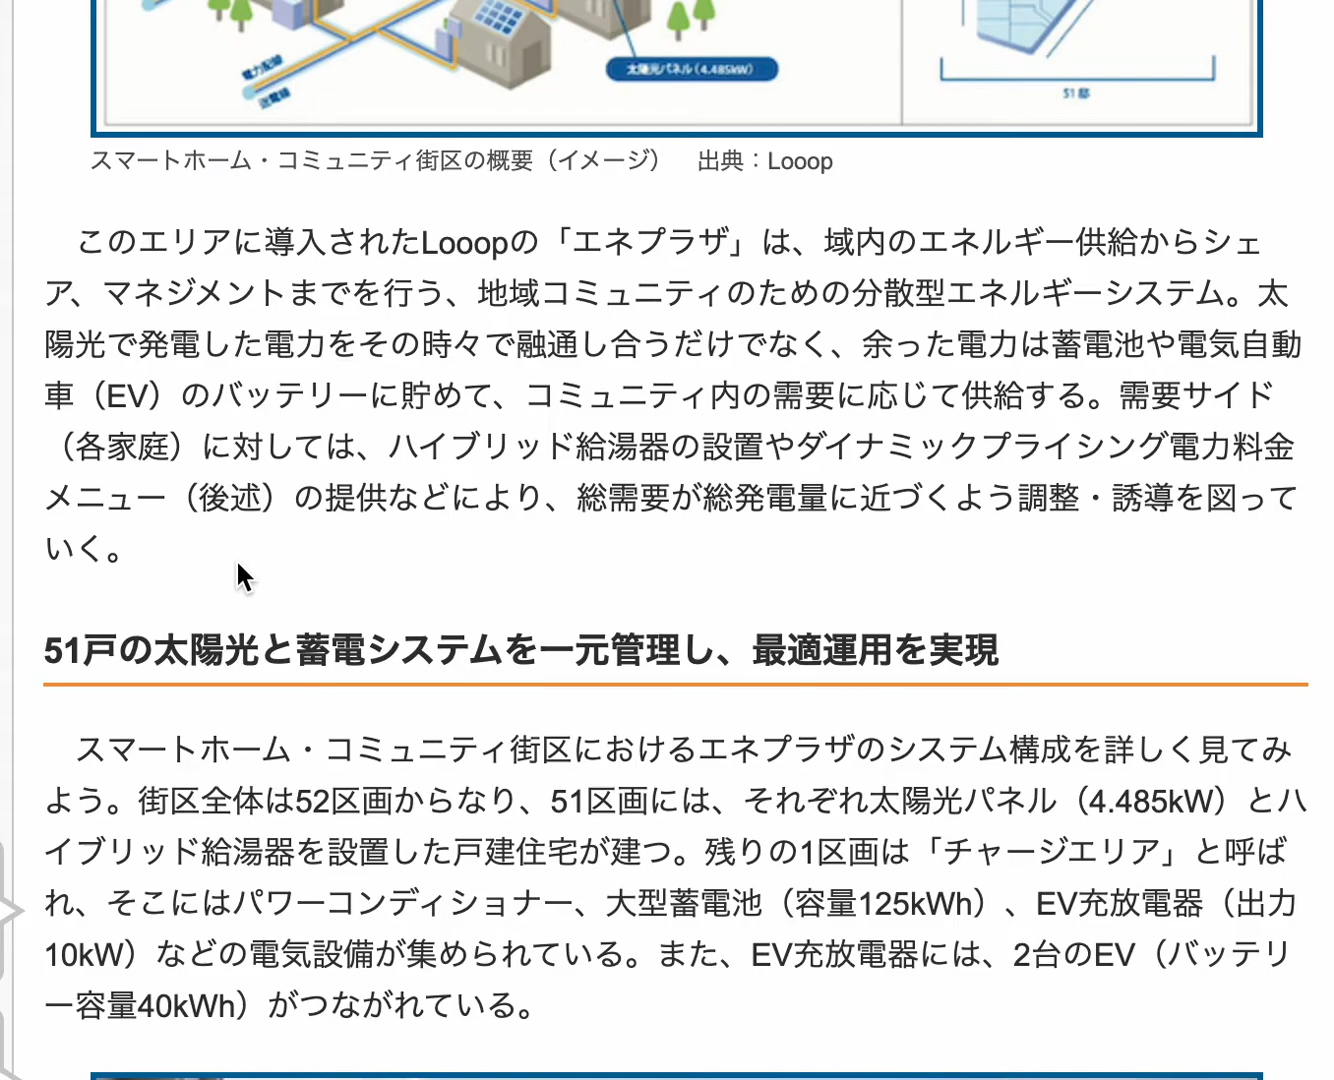 電力配線
送電線
太陽光パネル（4.485kW）
51邸
スマートホーム・コミュニティ街区の概要（イメージ）　出典：Looop
このエリアに導入されたLooopの「エネプラザ」は、域内のエネルギー供給からシェ
ア、マネジメントまでを行う、地域コミュニティのための分散型エネルギーシステム。太
陽光で発電した電力をその時々で融通し合うだけでなく、余った電力は蓄電池や電気自動
車（EV）のバッテリーに貯めて、コミュニティ内の需要に応じて供給する。需要サイド
（各家庭）に対しては、ハイブリッド給湯器の設置やダイナミックプライシング電力料金
メニュー（後述）の提供などにより、総需要が総発電量に近づくよう調整・誘導を図って
いく。
51戸の太陽光と蓄電システムを一元管理し、最適運用を実現
スマートホーム・コミュニティ街区におけるエネプラザのシステム構成を詳しく見てみ
よう。街区全体は52区画からなり、51区画には、それぞれ太陽光パネル（4.485kW）とハ
イブリッド給湯器を設置した戸建住宅が建つ。残りの1区画は「チャージエリア」と呼ば
れ、そこにはパワーコンディショナー、大型蓄電池（容量125kWh）、EV充放電器（出力
10kW）などの電気設備が集められている。また、EV充放電器には、2台のEV（バッテリ
ー容量40kWh）がつながれている。